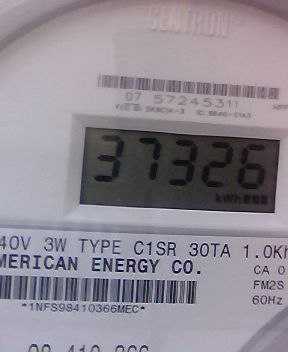 CENTRON
07 57245311
37326
kWh
40V 3W TYPE C1SR 30TA 1.0Kh
MERICAN ENERGY CO.
CA 0
FM2S
60Hz
*1NFS98410366MEC*